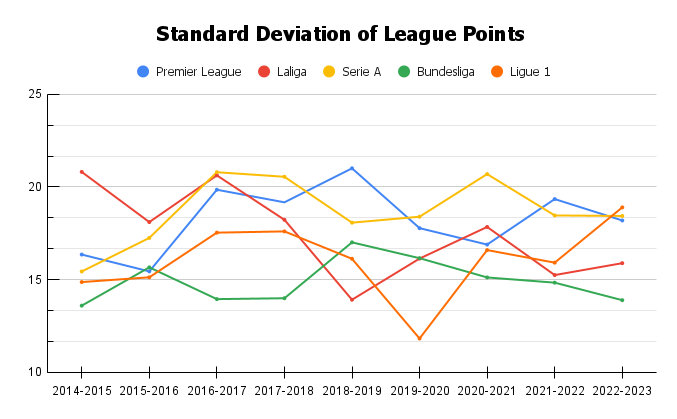 Standard Deviation of League Points
Premier League Laliga Serie A Bundesliga Ligue 1
25
20
15
10
2014-2015 2015-2016 2016-2017 2017-2018 2018-2019 2019-2020 2020-2021 2021-2022 2022-2023